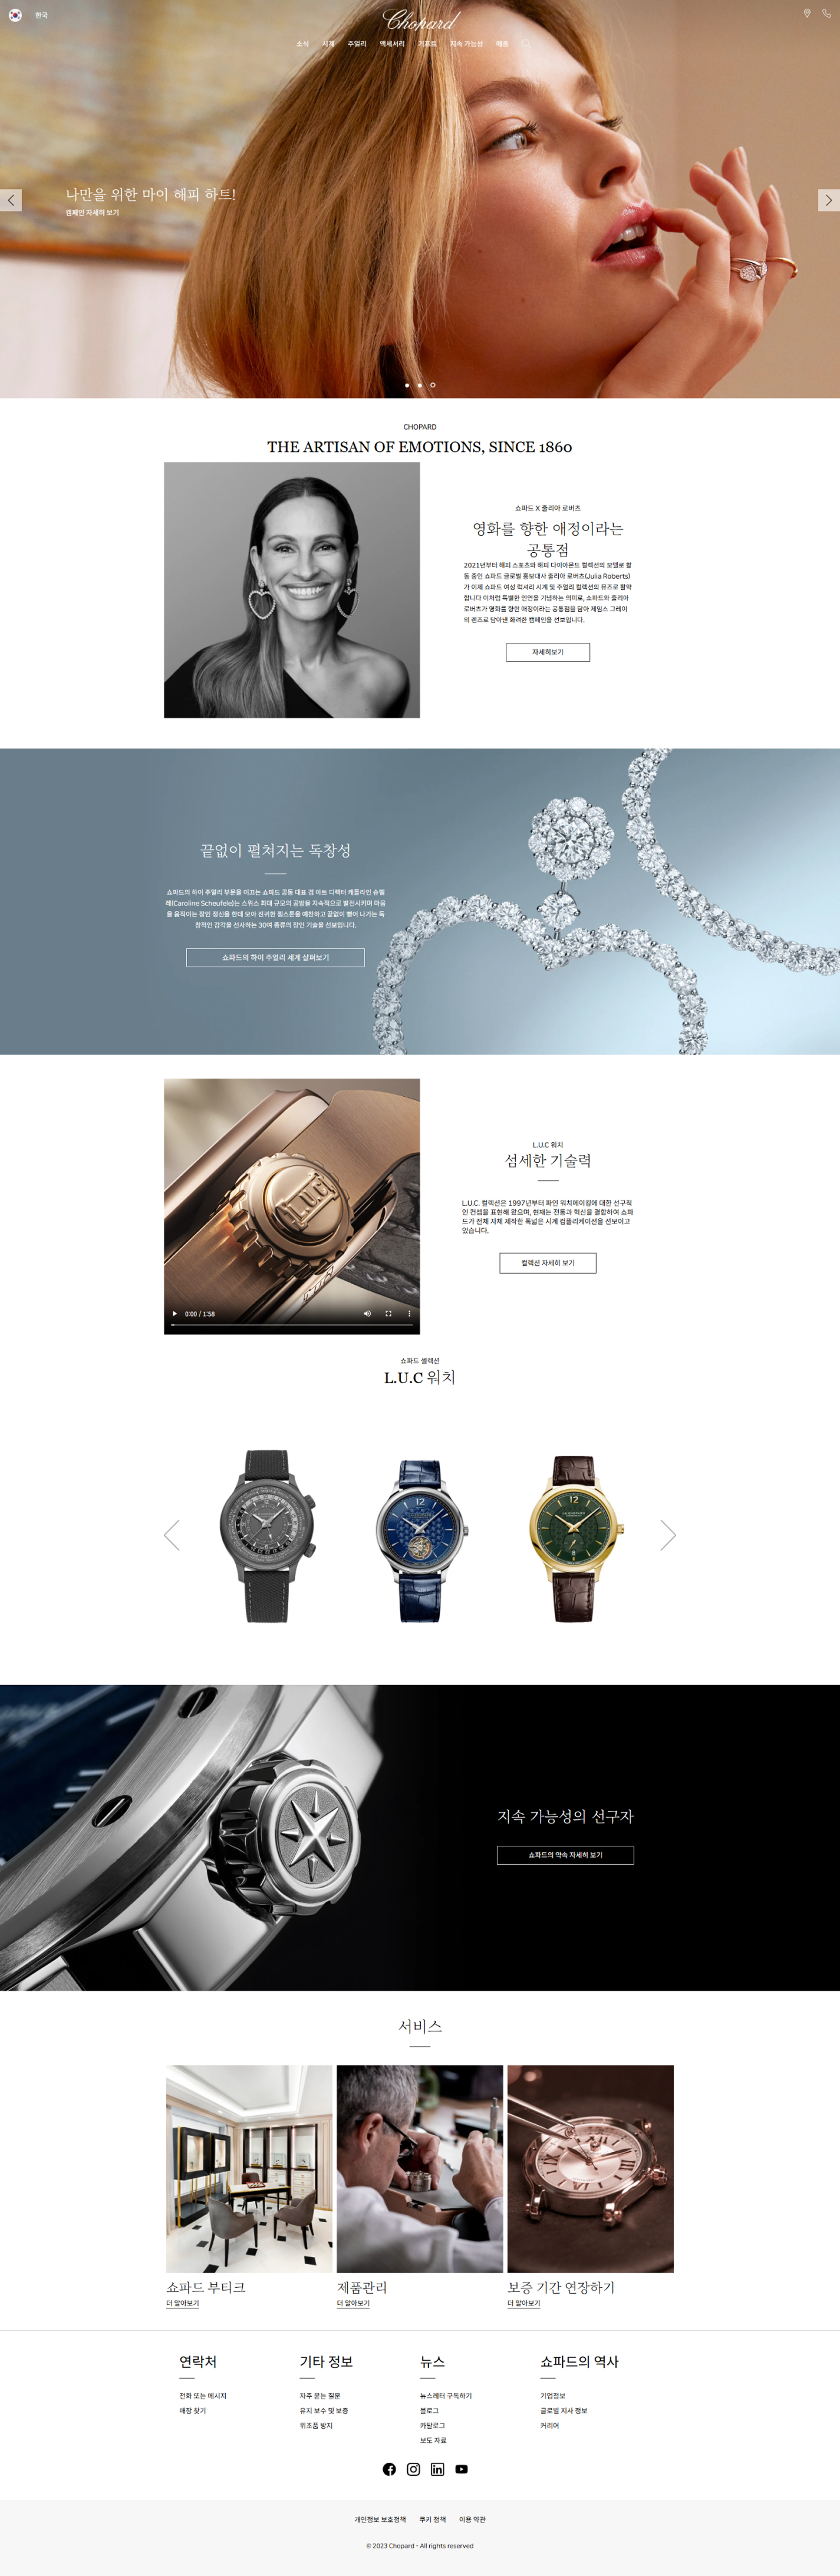 한국
Chopard
소식 시계 주얼리 액세서리 기프트 지속 가능성 매종
나만을 위한 마이 해피 하트!
캠페인 자세히 보기
CHOPARD
THE ARTISAN OF EMOTIONS, SINCE 1860
쇼파드 X 줄리아 로버츠
영화를 향한 애정이라는
공통점
2021년부터 해피 스포츠와 해피 다이아몬드 컬렉션의 모델로 활
동 중인 쇼파드 글로벌 홍보대사 줄리아 로버츠(Julia Roberts)
가 이제 쇼파드 여성 럭셔리 시계 및 주얼리 컬렉션의 뮤즈로 활약
합니다 이처럼 특별한 인연을 기념하는 의미로, 쇼파드와 줄리아
로버츠가 영화를 향한 애정이라는 공통점을 담아 제임스 그레이
의 렌즈로 담아낸 화려한 캠페인을 선보입니다.
자세히보기
끝없이 펼쳐지는 독창성
쇼파드의 하이 주얼리 부문을 이끄는 쇼파드 공동 대표 겸 아트 디렉터 캐롤라인 슈펠
레(Caroline Scheufele)는 스위스 최대 규모의 공방을 지속적으로 발전시키며 마음
을 움직이는 장인 정신을 한데 모아 진귀한 젬스톤을 예찬하고 끝없이 뻗어 나가는 독
창적인 감각을 선사하는 30여 종류의 장인 기술을 선보입니다.
쇼파드의 하이 주얼리 세계 살펴보기
L.U.C
0:00 / 1:58
L.U.C 워치
섬세한 기술력
L.U.C. 컬렉션은 1997년부터 파인 워치메이킹에 대한 선구적
인 컨셉을 표현해 왔으며, 현재는 전통과 혁신을 결합하여 쇼파
드가 전체 자체 제작한 폭넓은 시계 컴플리케이션을 선보이고
있습니다.
컬렉션 자세히 보기
쇼파드 셀렉션
L.U.C 워치
12
12
지속 가능성의 선구자
쇼파드의 약속 자세히 보기
서비스
쇼파드 부티크
더 알아보기
제품관리
더 알아보기
보증 기간 연장하기
더 알아보기
연락처
전화 또는 메시지
매장 찾기
기타 정보
자주 묻는 질문
유지 보수 및 보증
위조품 방지
뉴스
뉴스레터 구독하기
블로그
카탈로그
보도 자료
쇼파드의 역사
기업정보
글로벌 지사 정보
커리어
개인정보 보호정책 쿠키 정책 이용 약관
© 2023 Chopard - All rights reserved